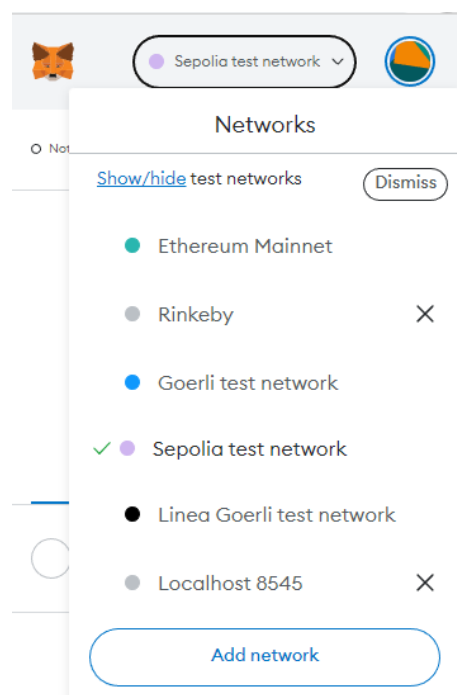 Sepolia test network
Not
Networks
Show/hide test networks
Dismiss
Ethereum Mainnet
Rinkeby
Goerli test network
Sepolia test network
Linea Goerli test network
Localhost 8545
Add network